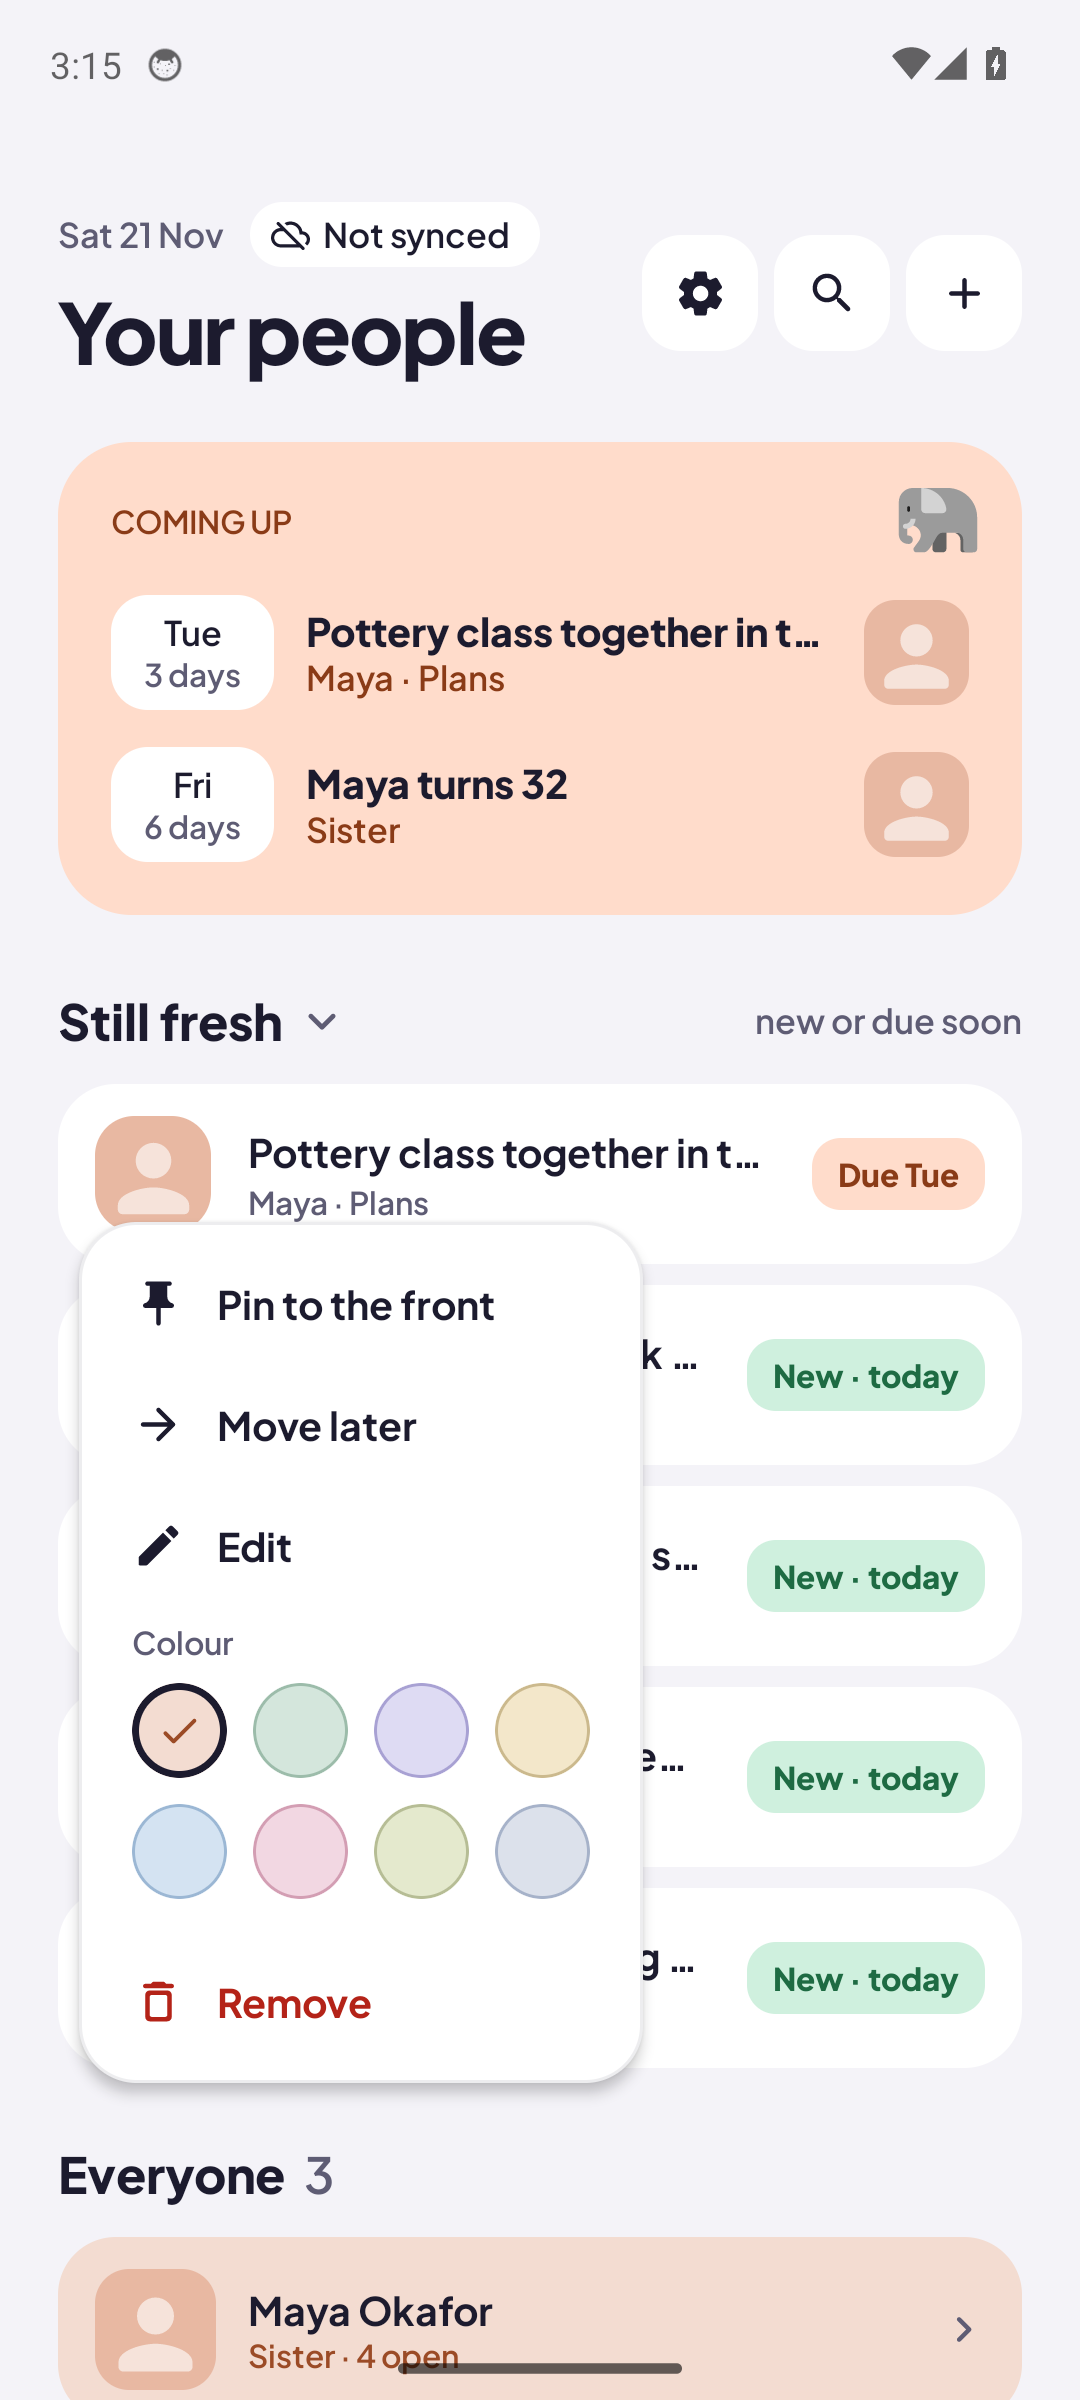 3:15
Sat 21 Nov
Not synced
Your people
COMING UP
Tue
3 days
Pottery class together in t…
Maya · Plans
Fri
6 days
Maya turns 32
Sister
Still fresh
new or due soon
Pottery class together in t…
Maya · Plans
Due Tue
Pin to the front
k …
New · today
Move later
s…
New · today
Edit
Colour
e…
New · today
g …
New · today
Remove
Everyone 3
Maya Okafor
Sister · 4 open